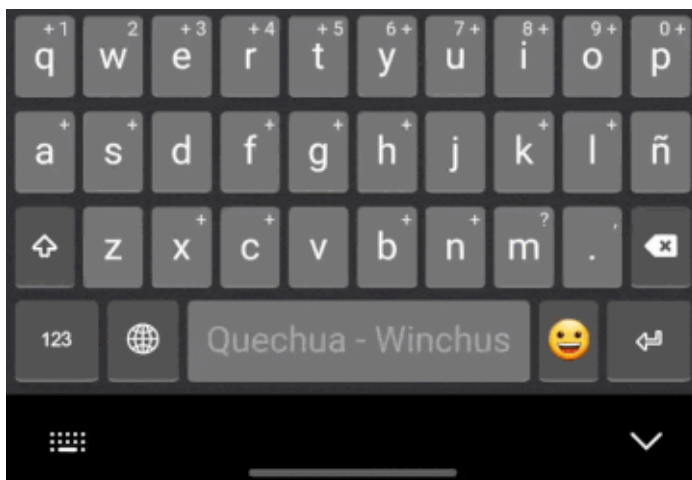 +1 2 +3 +4 +5 6+ 7+ 8+ 9+ 0+
q w e r t y u i o p
+ + + + + + +
a s d f g h j k l ñ
+ + + + ? ,
z x c v b n m .
123 Quechua - Winchus